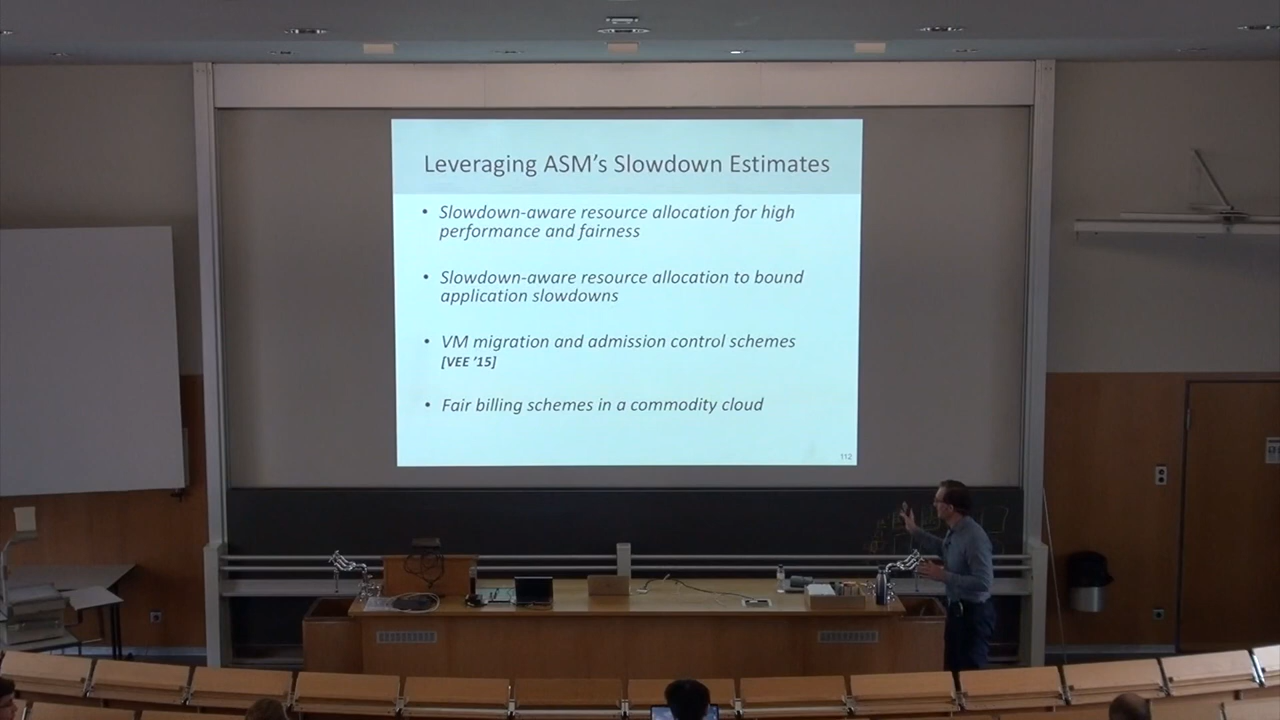 Leveraging ASM's Slowdown Estimates
• Slowdown-aware resource allocation for high
performance and fairness
• Slowdown-aware resource allocation to bound
application slowdowns
• VM migration and admission control schemes
[VEE '15]
• Fair billing schemes in a commodity cloud
112